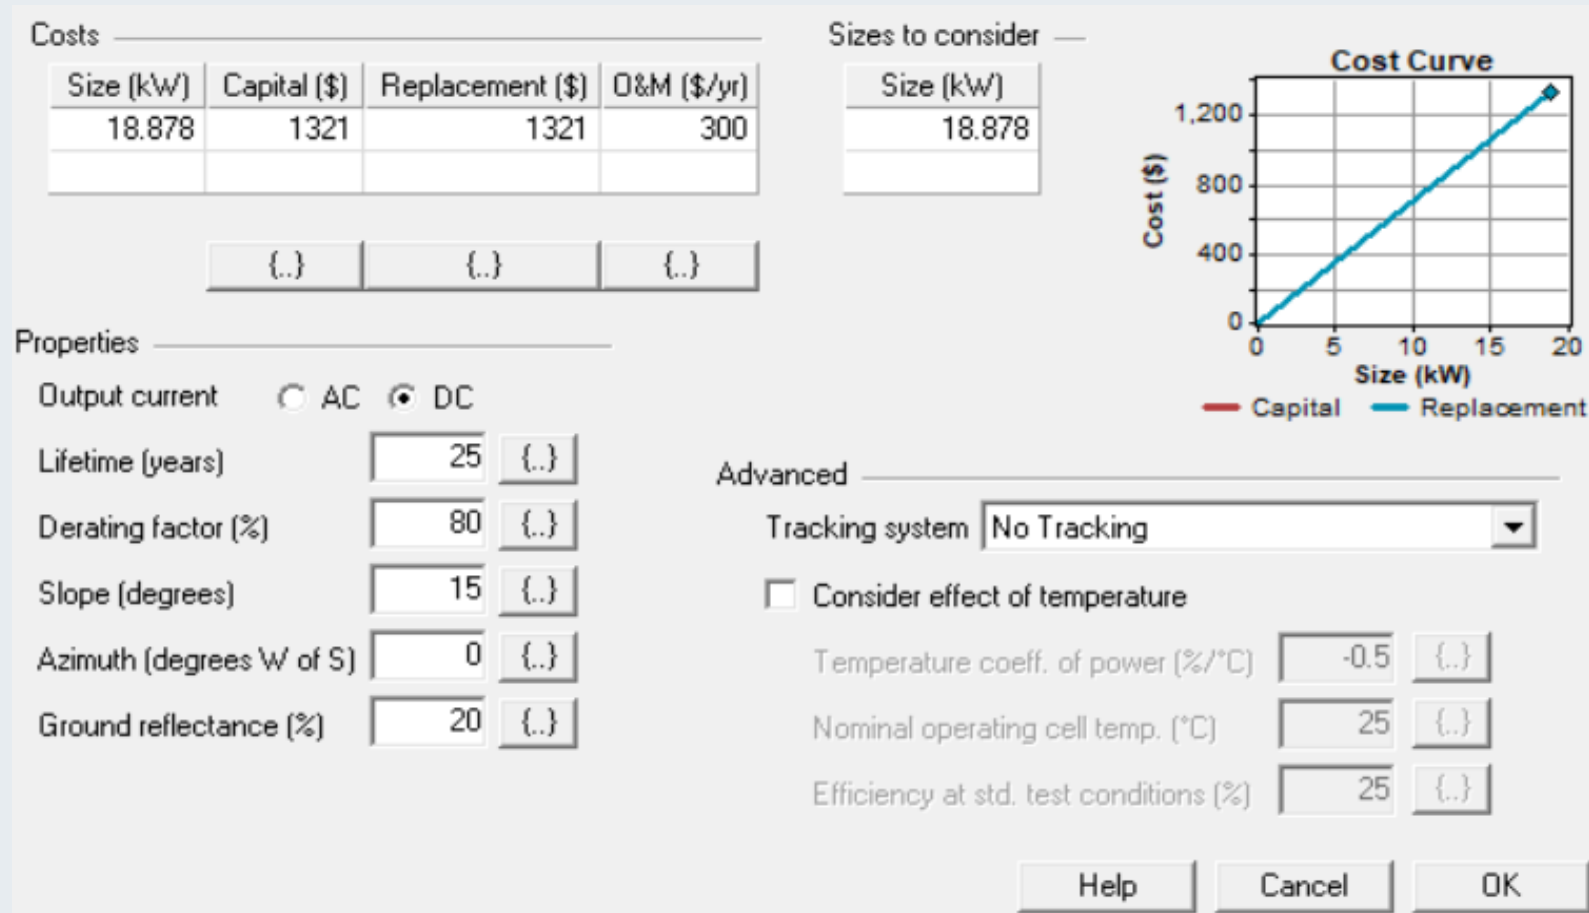 Costs
Size (kW) Capital ($) Replacement ($) O&M ($/yr)
18.878 1321 1321 300
{..} {..} {..}
Sizes to consider
Size (kW)
18.878
Cost Curve
Cost ($)
1,200
800
400
0
0 5 10 15 20
Size (kW)
Capital Replacement
Properties
Output current AC DC
Lifetime (years) 25 {..}
Derating factor (%) 80 {..}
Slope (degrees) 15 {..}
Azimuth (degrees W of S) 0 {..}
Ground reflectance (%) 20 {..}
Advanced
Tracking system No Tracking
Consider effect of temperature
Temperature coeff. of power (%/°C) -0.5 {..}
Nominal operating cell temp. (°C) 25 {..}
Efficiency at std. test conditions (%) 25 {..}
Help Cancel OK